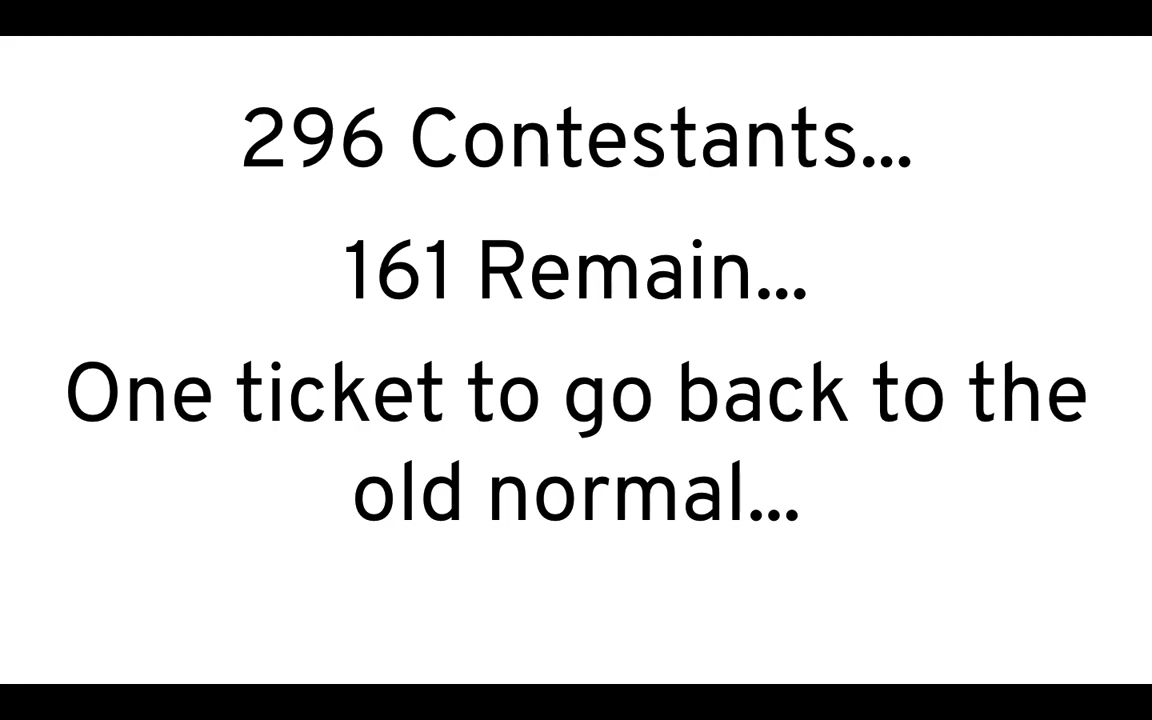 296 Contestants...
161 Remain...
One ticket to go back to the
old normal...